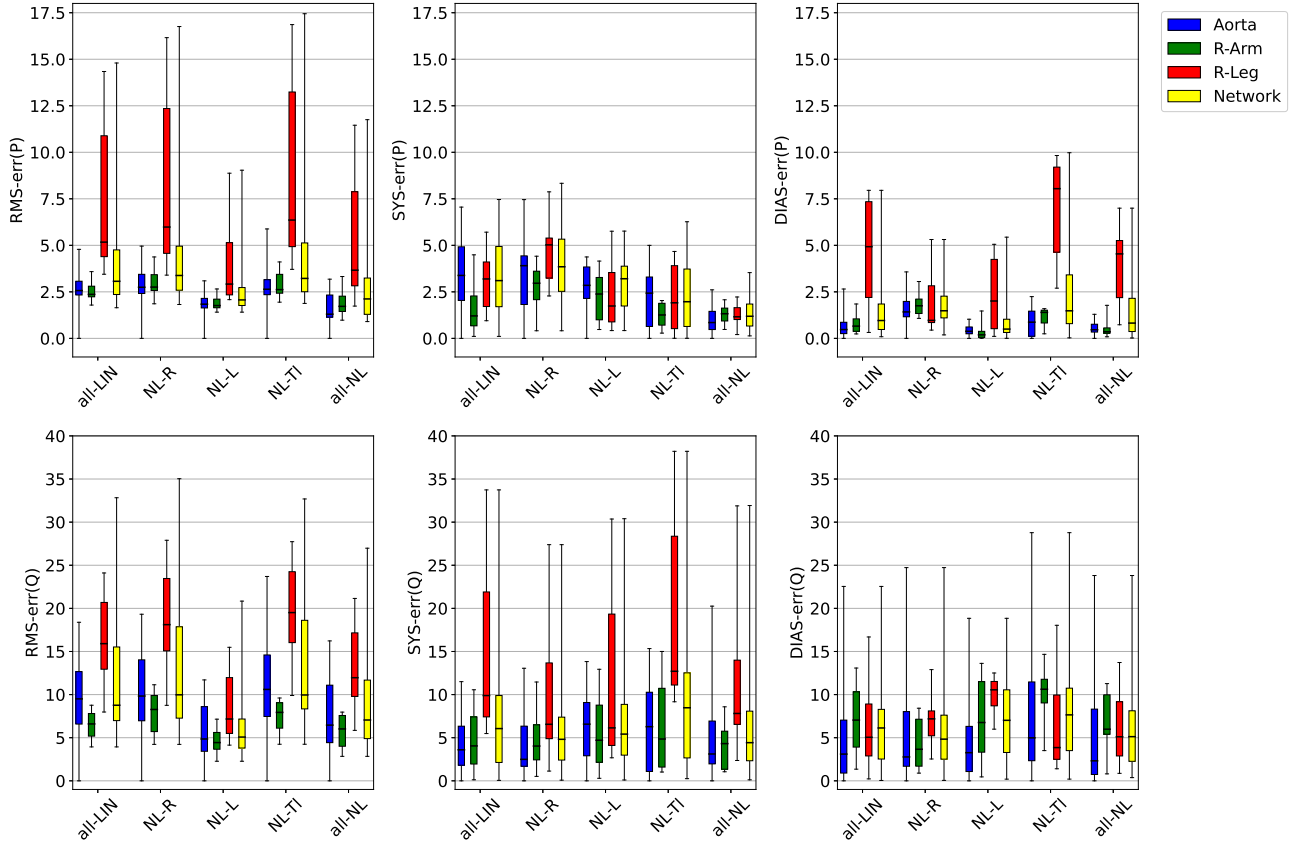 17.5
15.0
12.5
10.0
7.5
5.0
2.5
0.0
RMS-err(P)
all-LIN
NL-R
NL-L
NL-Tl
all-NL
17.5
15.0
12.5
10.0
7.5
5.0
2.5
0.0
SYS-err(P)
all-LIN
NL-R
NL-L
NL-Tl
all-NL
17.5
15.0
12.5
10.0
7.5
5.0
2.5
0.0
DIAS-err(P)
all-LIN
NL-R
NL-L
NL-Tl
all-NL
Aorta
R-Arm
R-Leg
Network
40
35
30
25
20
15
10
5
0
RMS-err(Q)
all-LIN
NL-R
NL-L
NL-Tl
all-NL
40
35
30
25
20
15
10
5
0
SYS-err(Q)
all-LIN
NL-R
NL-L
NL-Tl
all-NL
40
35
30
25
20
15
10
5
0
DIAS-err(Q)
all-LIN
NL-R
NL-L
NL-Tl
all-NL